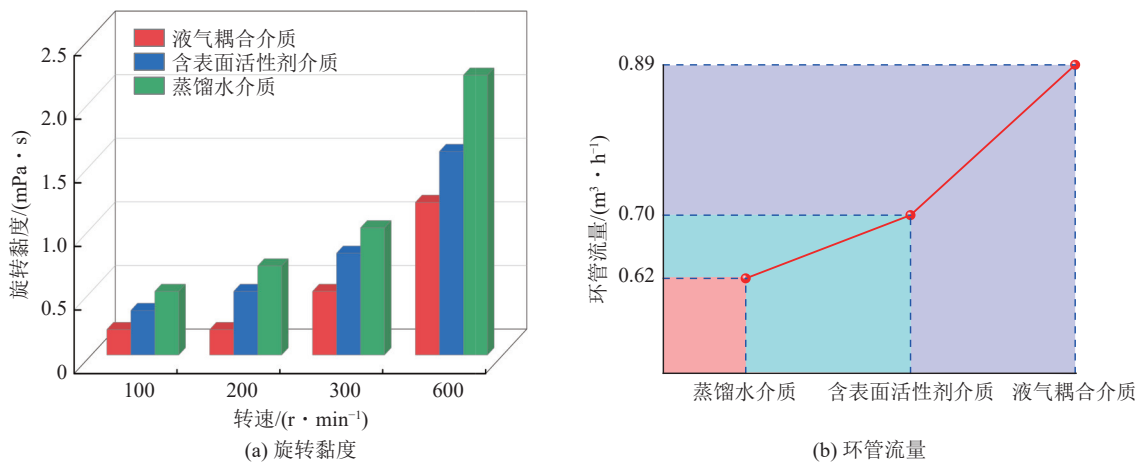 液气耦合介质
含表面活性剂介质
蒸馏水介质
旋转黏度/(mPa·s)
2.5
2.0
1.5
1.0
0.5
0
100 200 300 600
转速/(r·min⁻¹)
(a) 旋转黏度
环管流量/(m³·h⁻¹)
0.89
0.70
0.62
蒸馏水介质 含表面活性剂介质 液气耦合介质
(b) 环管流量